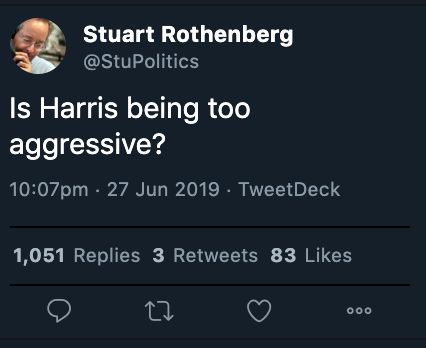 Stuart Rothenberg
@StuPolitics
Is Harris being too
aggressive?
10:07pm · 27 Jun 2019 · TweetDeck
1,051 Replies 3 Retweets 83 Likes